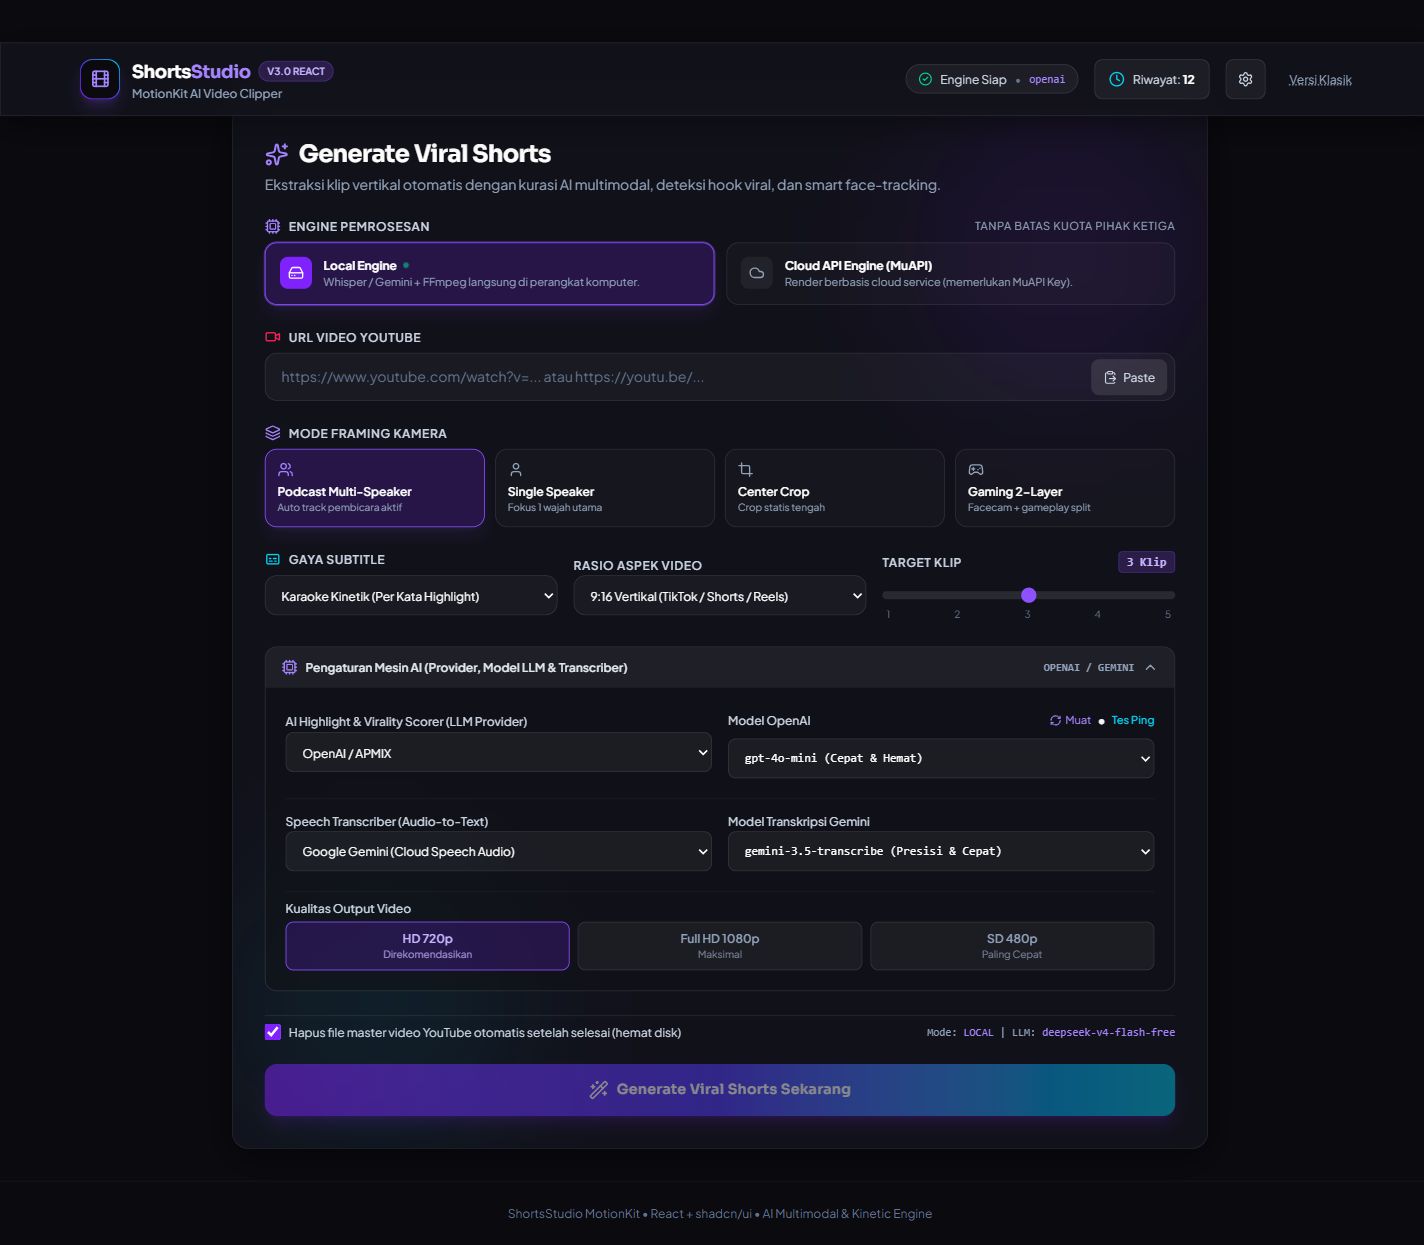 ShortsStudio V3.0 REACT
MotionKit AI Video Clipper
Engine Siap • openai
Riwayat: 12
Versi Klasik
Generate Viral Shorts
Ekstraksi klip vertikal otomatis dengan kurasi AI multimodal, deteksi hook viral, dan smart face-tracking.
ENGINE PEMROSESAN
TANPA BATAS KUOTA PIHAK KETIGA
Local Engine
Whisper / Gemini + FFmpeg langsung di perangkat komputer.
Cloud API Engine (MuAPI)
Render berbasis cloud service (memerlukan MuAPI Key).
URL VIDEO YOUTUBE
https://www.youtube.com/watch?v=... atau https://youtu.be/...
Paste
MODE FRAMING KAMERA
Podcast Multi-Speaker
Auto track pembicara aktif
Single Speaker
Fokus 1 wajah utama
Center Crop
Crop statis tengah
Gaming 2-Layer
Facecam + gameplay split
GAYA SUBTITLE
Karaoke Kinetik (Per Kata Highlight)
RASIO ASPEK VIDEO
9:16 Vertikal (TikTok / Shorts / Reels)
TARGET KLIP
3 Klip
1 2 3 4 5
Pengaturan Mesin AI (Provider, Model LLM & Transcriber)
OPENAI / GEMINI
AI Highlight & Virality Scorer (LLM Provider)
OpenAI / APMIX
Model OpenAI
Muat • Tes Ping
gpt-4o-mini (Cepat & Hemat)
Speech Transcriber (Audio-to-Text)
Google Gemini (Cloud Speech Audio)
Model Transkripsi Gemini
gemini-3.5-transcribe (Presisi & Cepat)
Kualitas Output Video
HD 720p
Direkomendasikan
Full HD 1080p
Maksimal
SD 480p
Paling Cepat
Hapus file master video YouTube otomatis setelah selesai (hemat disk)
Mode: LOCAL | LLM: deepseek-v4-flash-free
Generate Viral Shorts Sekarang
ShortsStudio MotionKit • React + shadcn/ui • AI Multimodal & Kinetic Engine